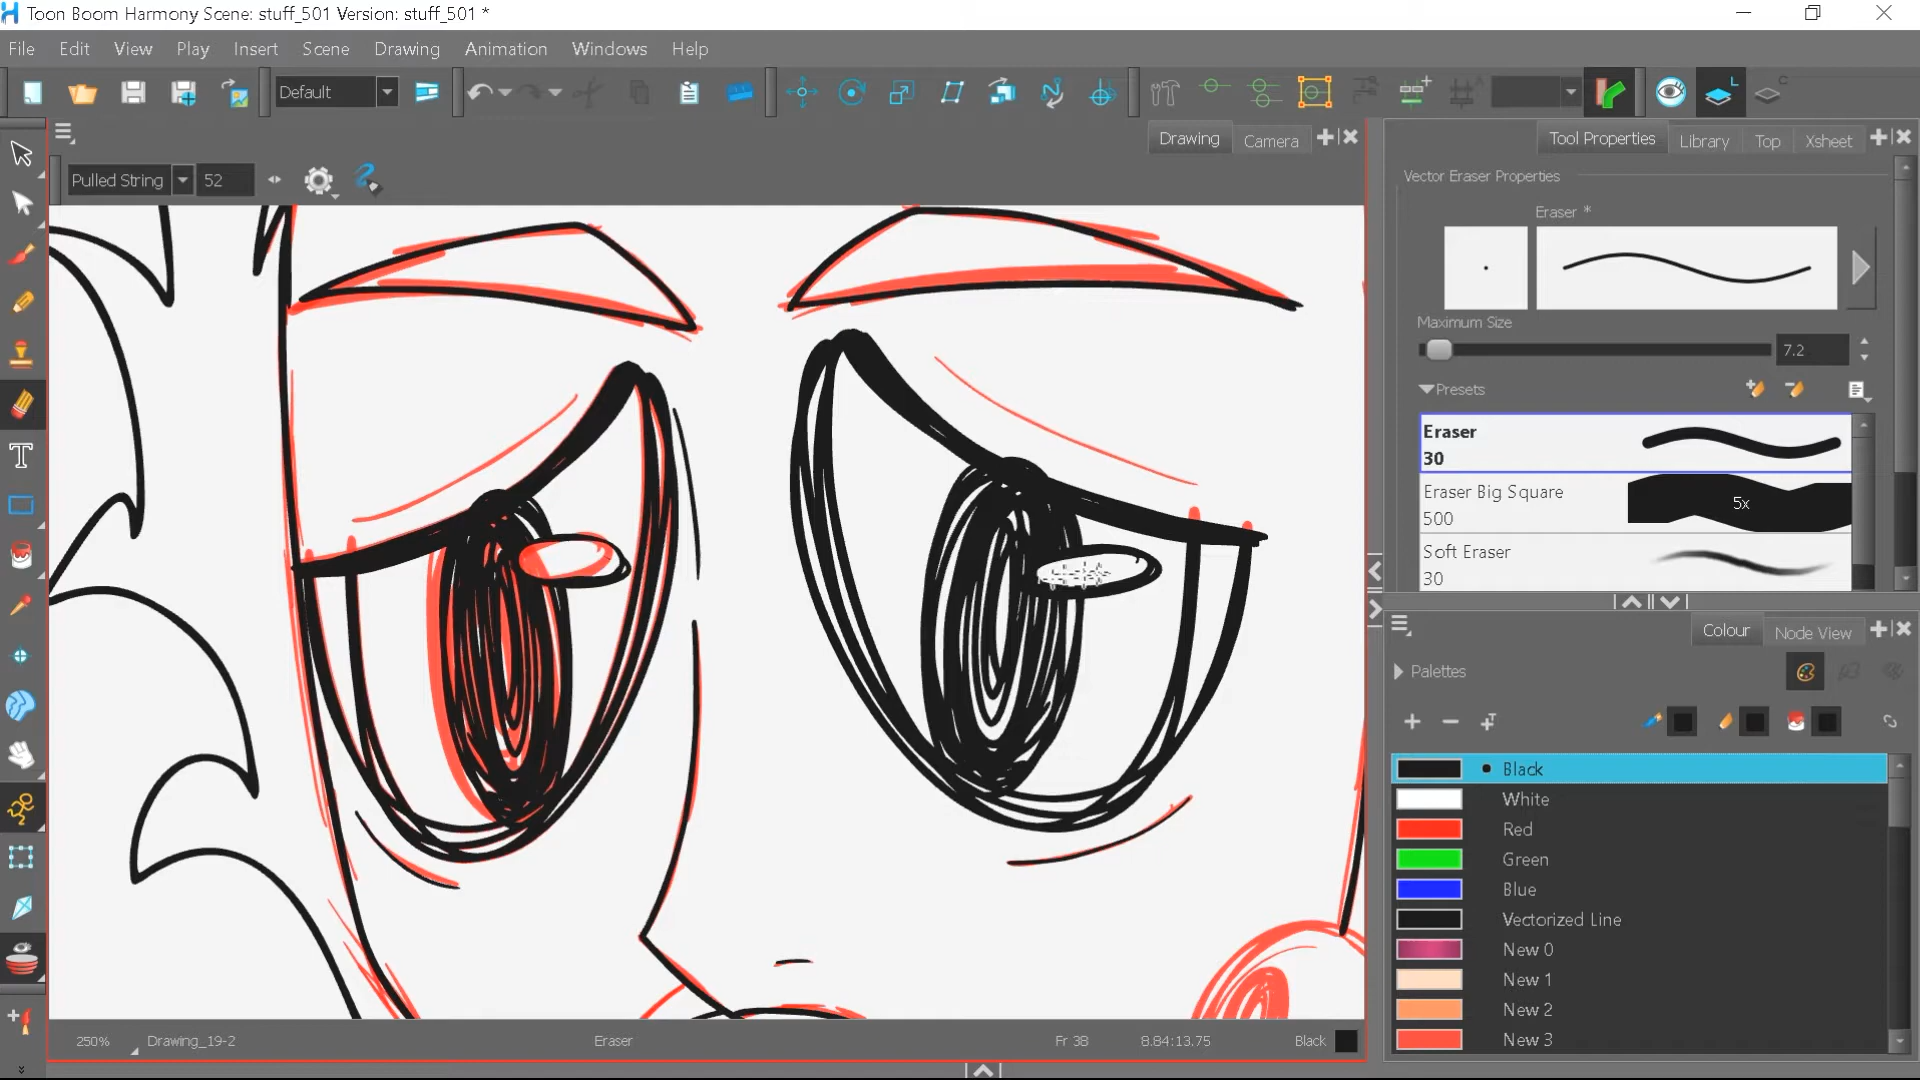 Toon Boom Harmony Scene: stuff_501 Version: stuff_501 *
File Edit View Play Insert Scene Drawing Animation Windows Help
Default
Drawing Camera
Pulled String 52
Tool Properties Library Top Xsheet
Vector Eraser Properties
Eraser *
Maximum Size
7.2
Presets
Eraser
30
Eraser Big Square
500
5x
Soft Eraser
30
Colour Node View
Palettes
Black
White
Red
Green
Blue
Vectorized Line
New 0
New 1
New 2
New 3
250% Drawing_19-2 Eraser Fr 38 8.84:13.75 Black